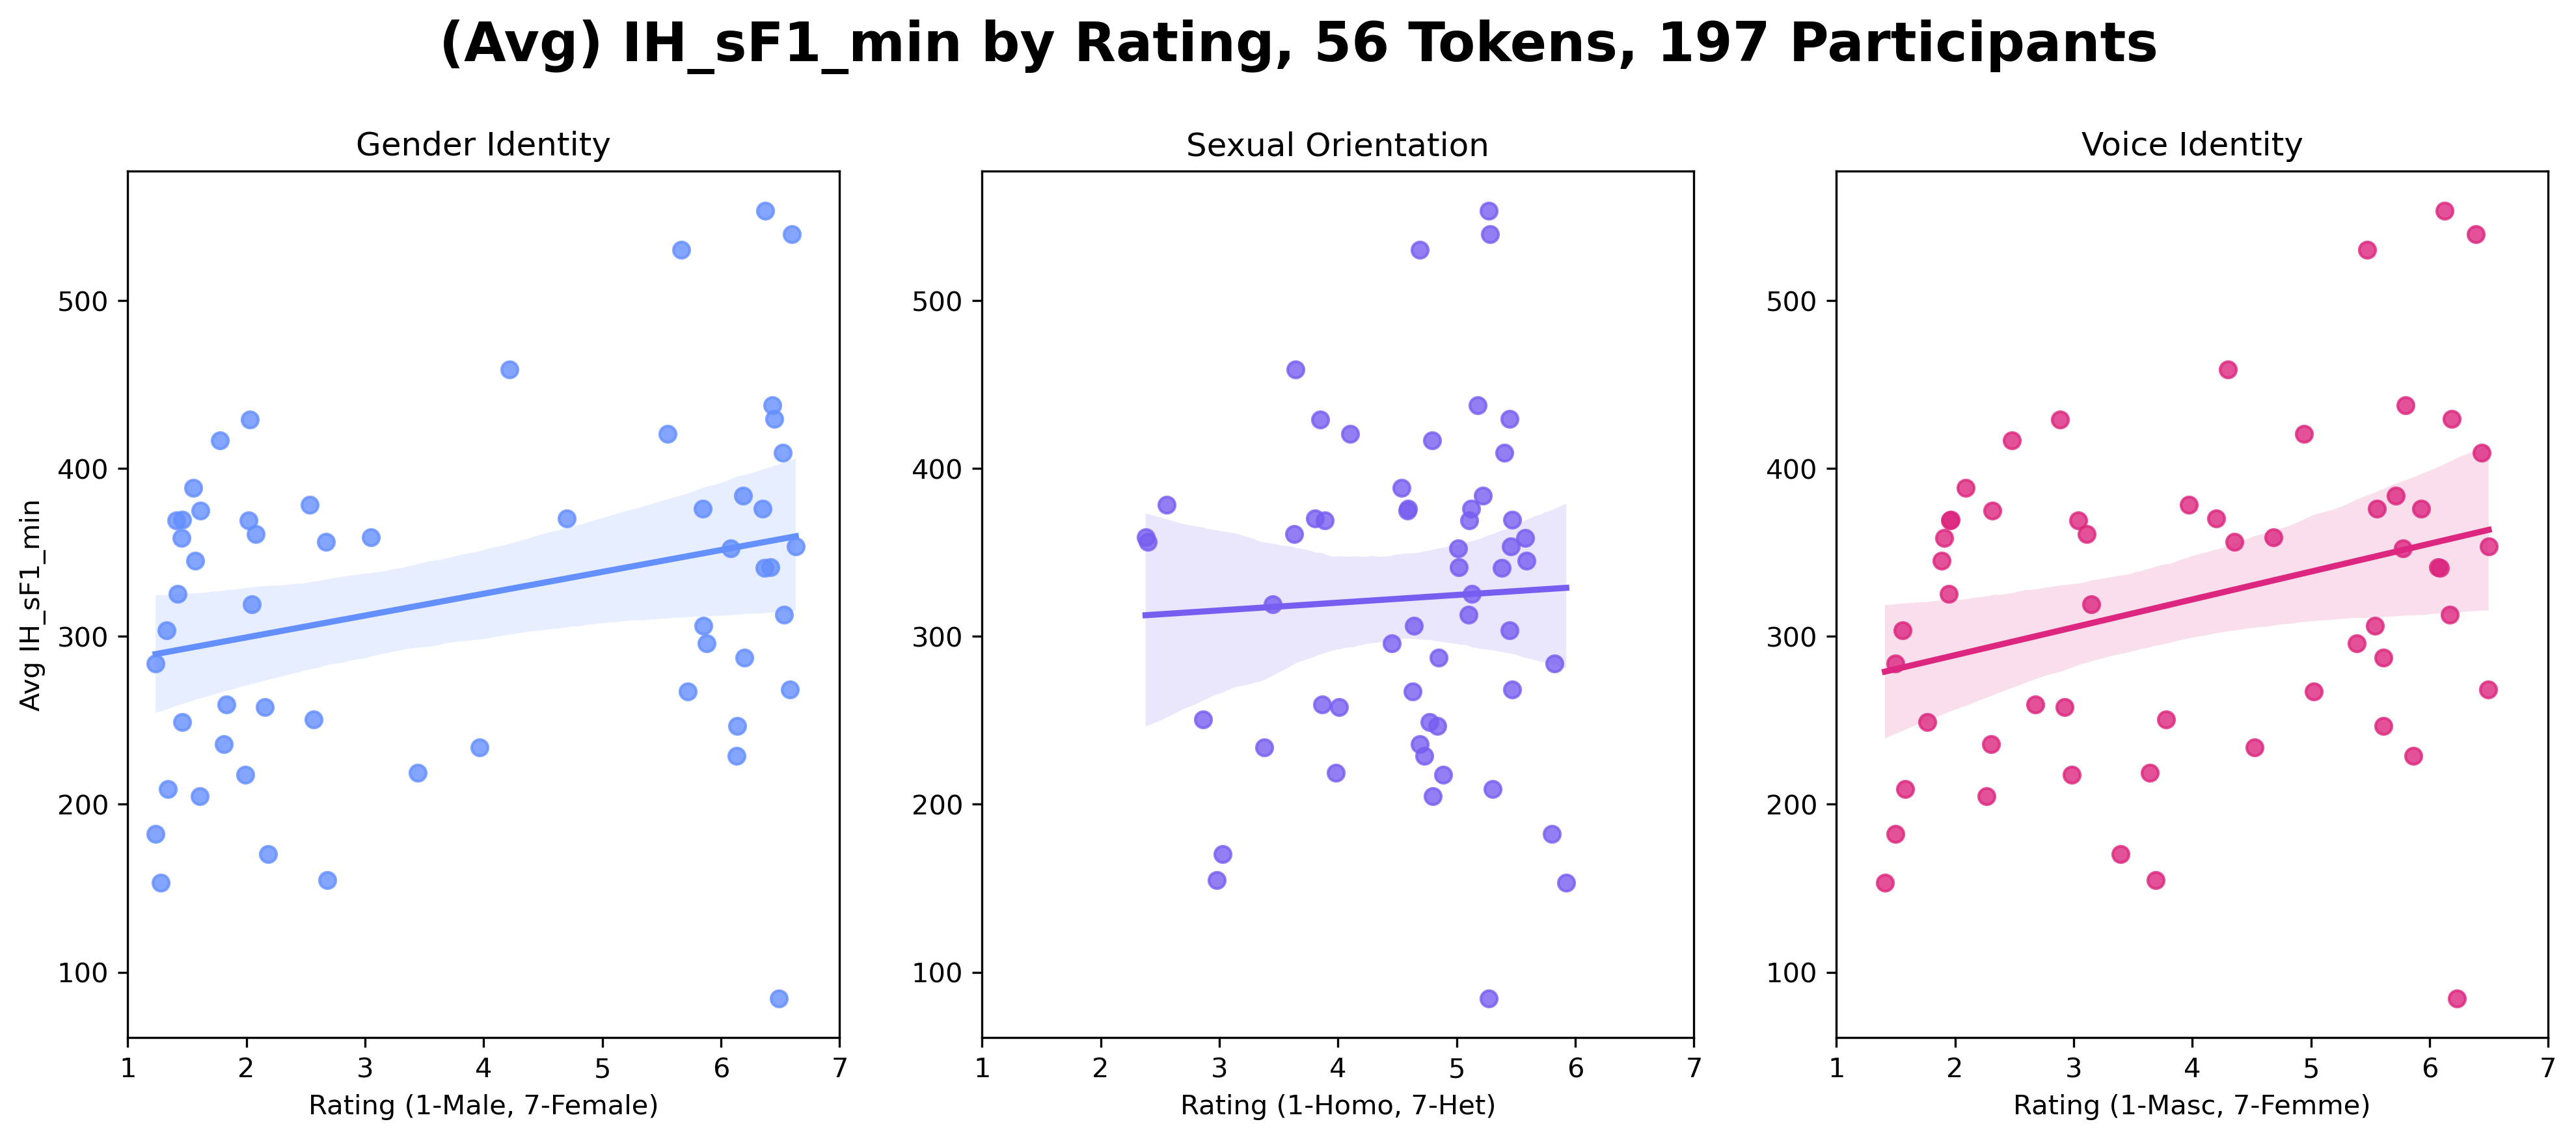 (Avg) IH_sF1_min by Rating, 56 Tokens, 197 Participants
Gender Identity
Sexual Orientation
Voice Identity
Avg IH_sF1_min
500
400
300
200
100
1 2 3 4 5 6 7
Rating (1-Male, 7-Female)
500
400
300
200
100
1 2 3 4 5 6 7
Rating (1-Homo, 7-Het)
500
400
300
200
100
1 2 3 4 5 6 7
Rating (1-Masc, 7-Femme)